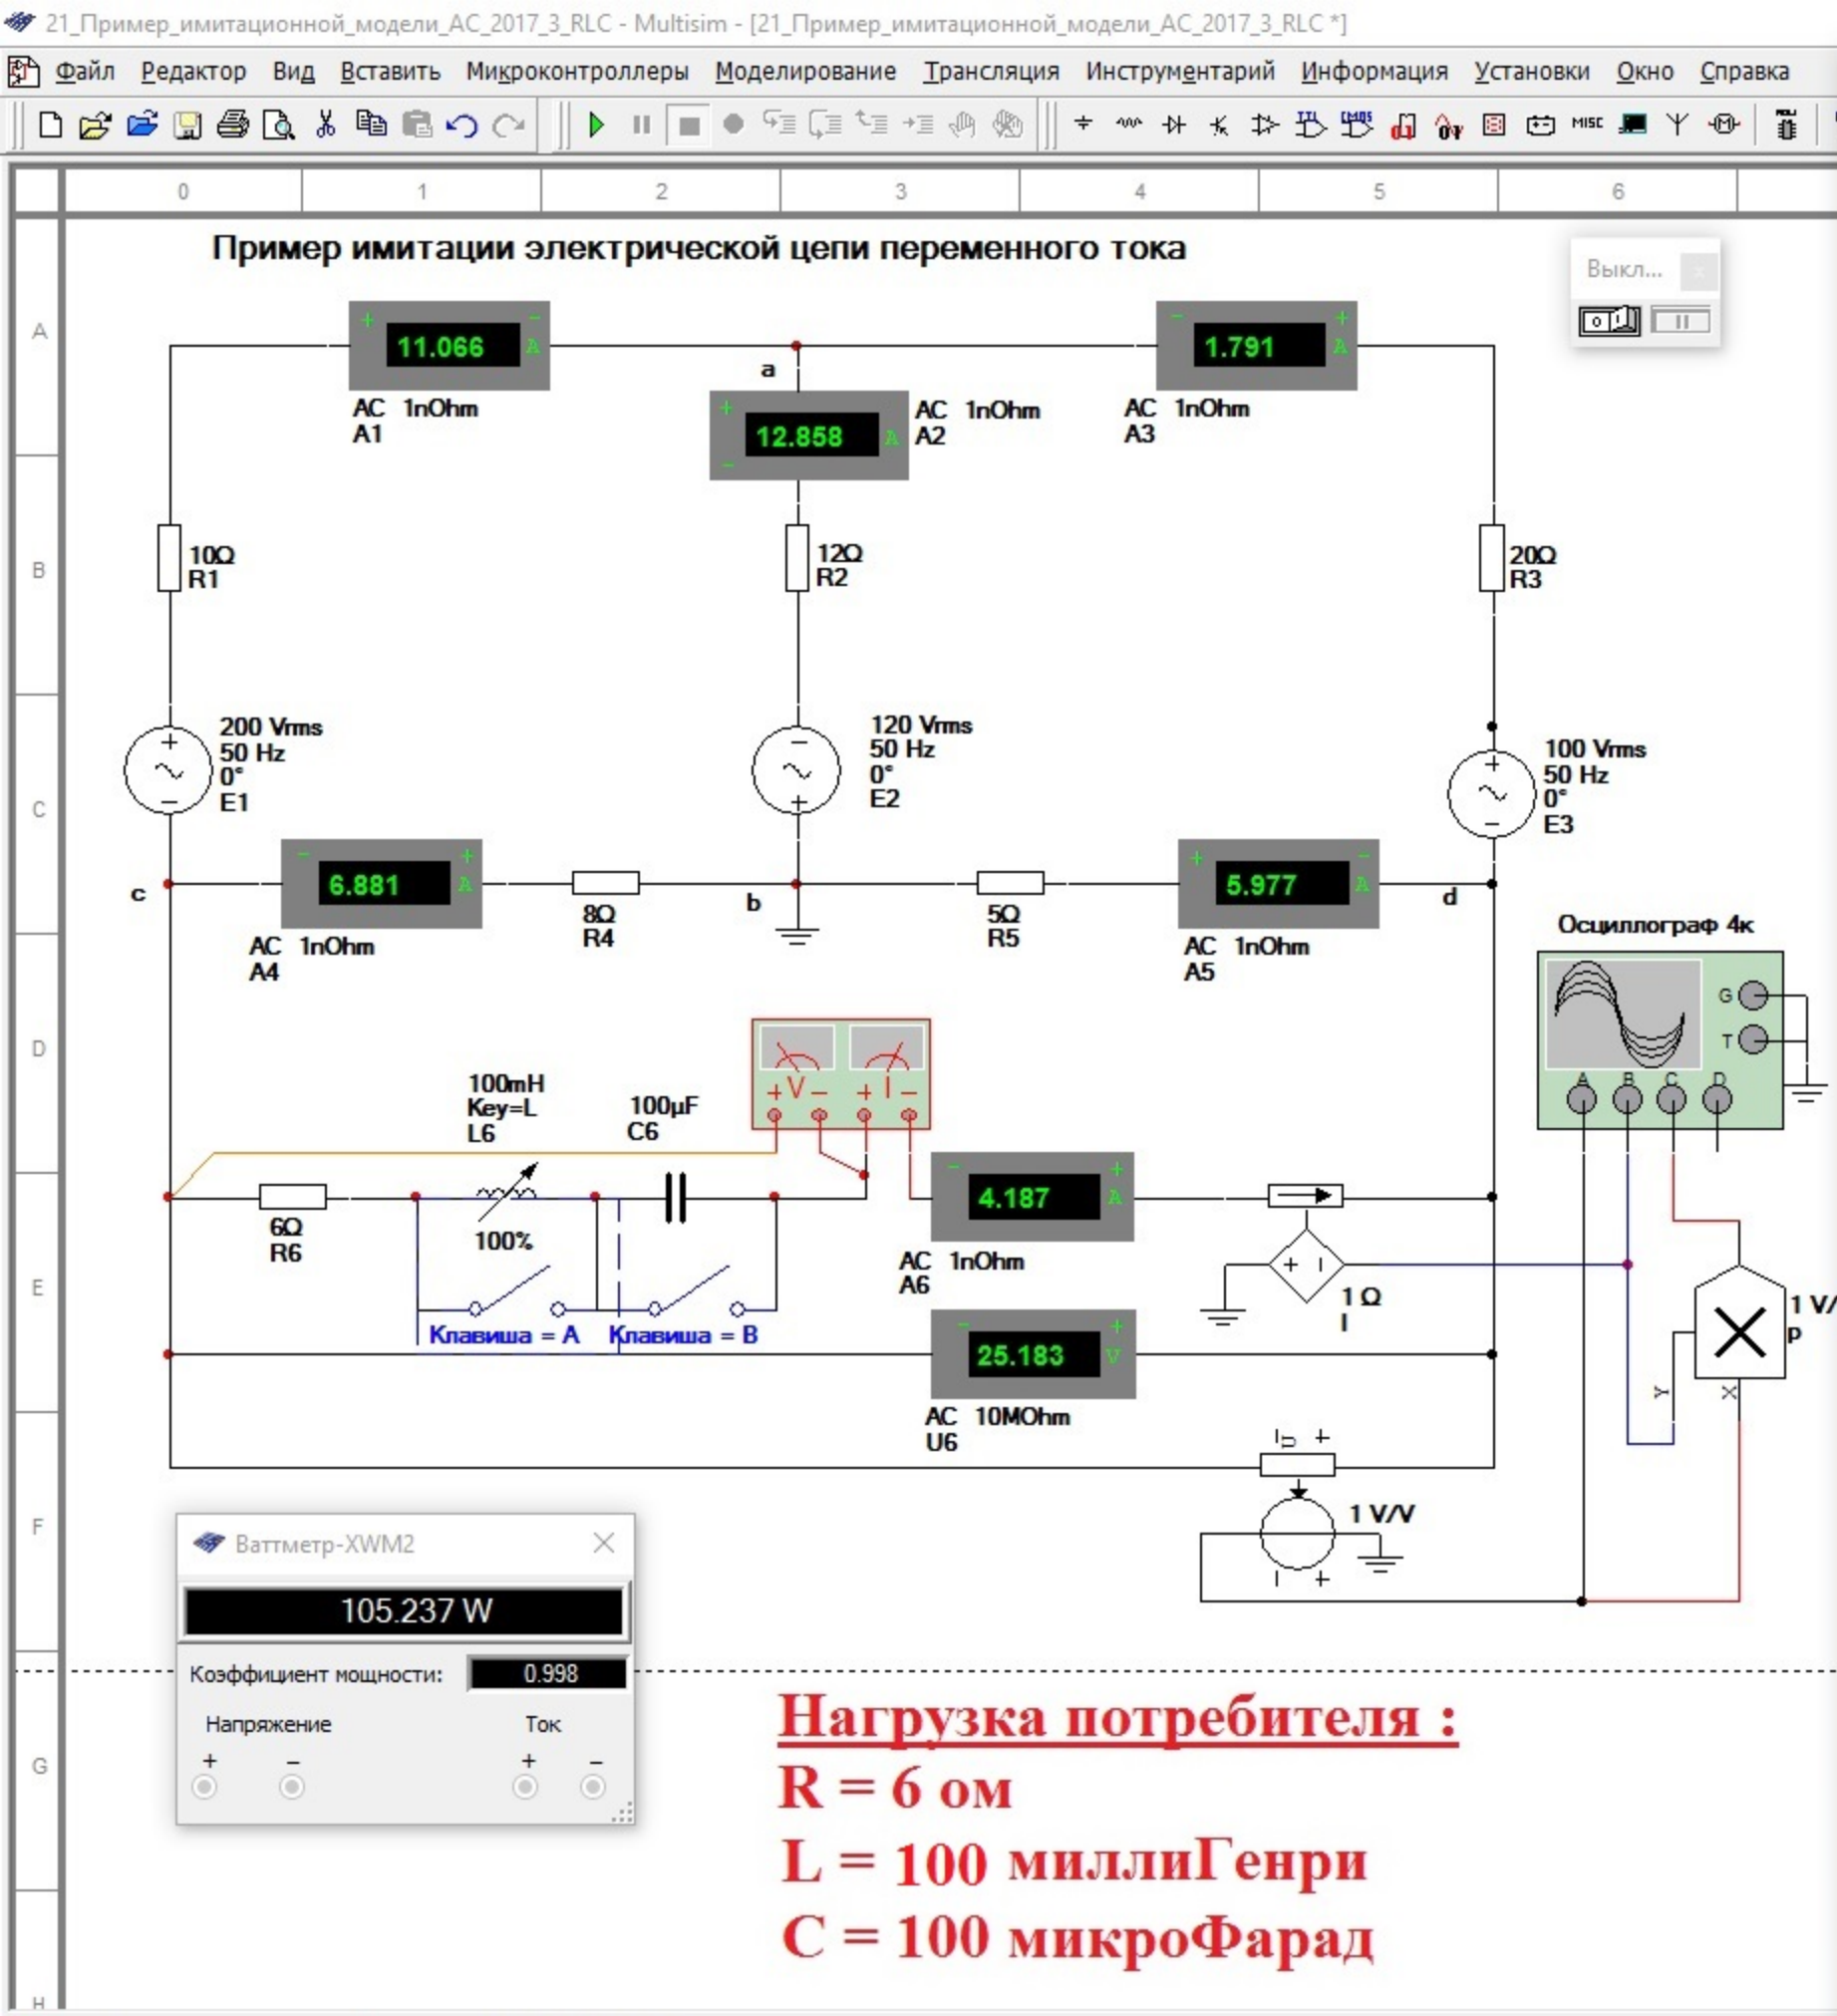 21_Пример_имитационной_модели_AC_2017_3_RLC - Multisim - [21_Пример_имитационной_модели_AC_2017_3_RLC *]
Файл Редактор Вид Вставить Микроконтроллеры Моделирование Трансляция Инструментарий Информация Установки Окно Справка
MISC
0 1 2 3 4 5 6
Пример имитации электрической цепи переменного тока
Выкл...
A
+ 11.066 - A
- 1.791 + A
a
AC 1nOhm
A1
+ 12.858 - A
AC 1nOhm
A2
AC 1nOhm
A3
B
10Ω
R1
12Ω
R2
20Ω
R3
200 Vrms
50 Hz
0°
E1
120 Vrms
50 Hz
0°
E2
100 Vrms
50 Hz
0°
E3
C
c
- 6.881 + A
b
+ 5.977 - A
d
8Ω
R4
5Ω
R5
AC 1nOhm
A4
AC 1nOhm
A5
Осциллограф 4к
G
T
A B C D
D
100mH
Key=L
L6
100µF
C6
+ V - + I -
6Ω
R6
100%
- 4.187 + A
AC 1nOhm
A6
E
1 Ω
I
1 V/
p
Y X
Клавиша = A Клавиша = B
- 25.183 + V
AC 10MOhm
U6
U +
F
1 V/V
Ваттметр-XWM2
105.237 W
Коэффициент мощности: 0.998
Напряжение Ток
+ - + -
G
Нагрузка потребителя :
R = 6 ом
L = 100 миллиГенри
C = 100 микроФарад
H